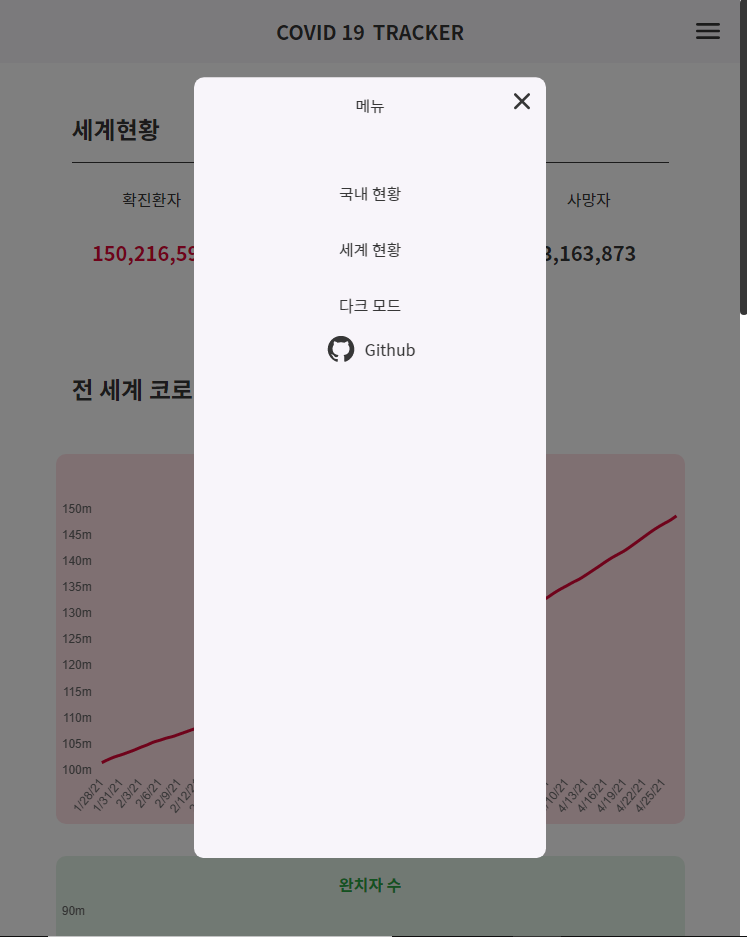 COVID 19 TRACKER
메뉴
세계현황
국내 현황
확진환자
사망자
세계 현황
150,216,59
3,163,873
다크 모드
Github
전 세계 코로
150m
145m
140m
135m
130m
125m
120m
115m
110m
105m
100m
1/28/21 1/31/21 2/3/21 2/6/21 2/9/21 2/12/2 4/13/21 4/16/21 4/19/21 4/22/21 4/25/21
완치자 수
90m